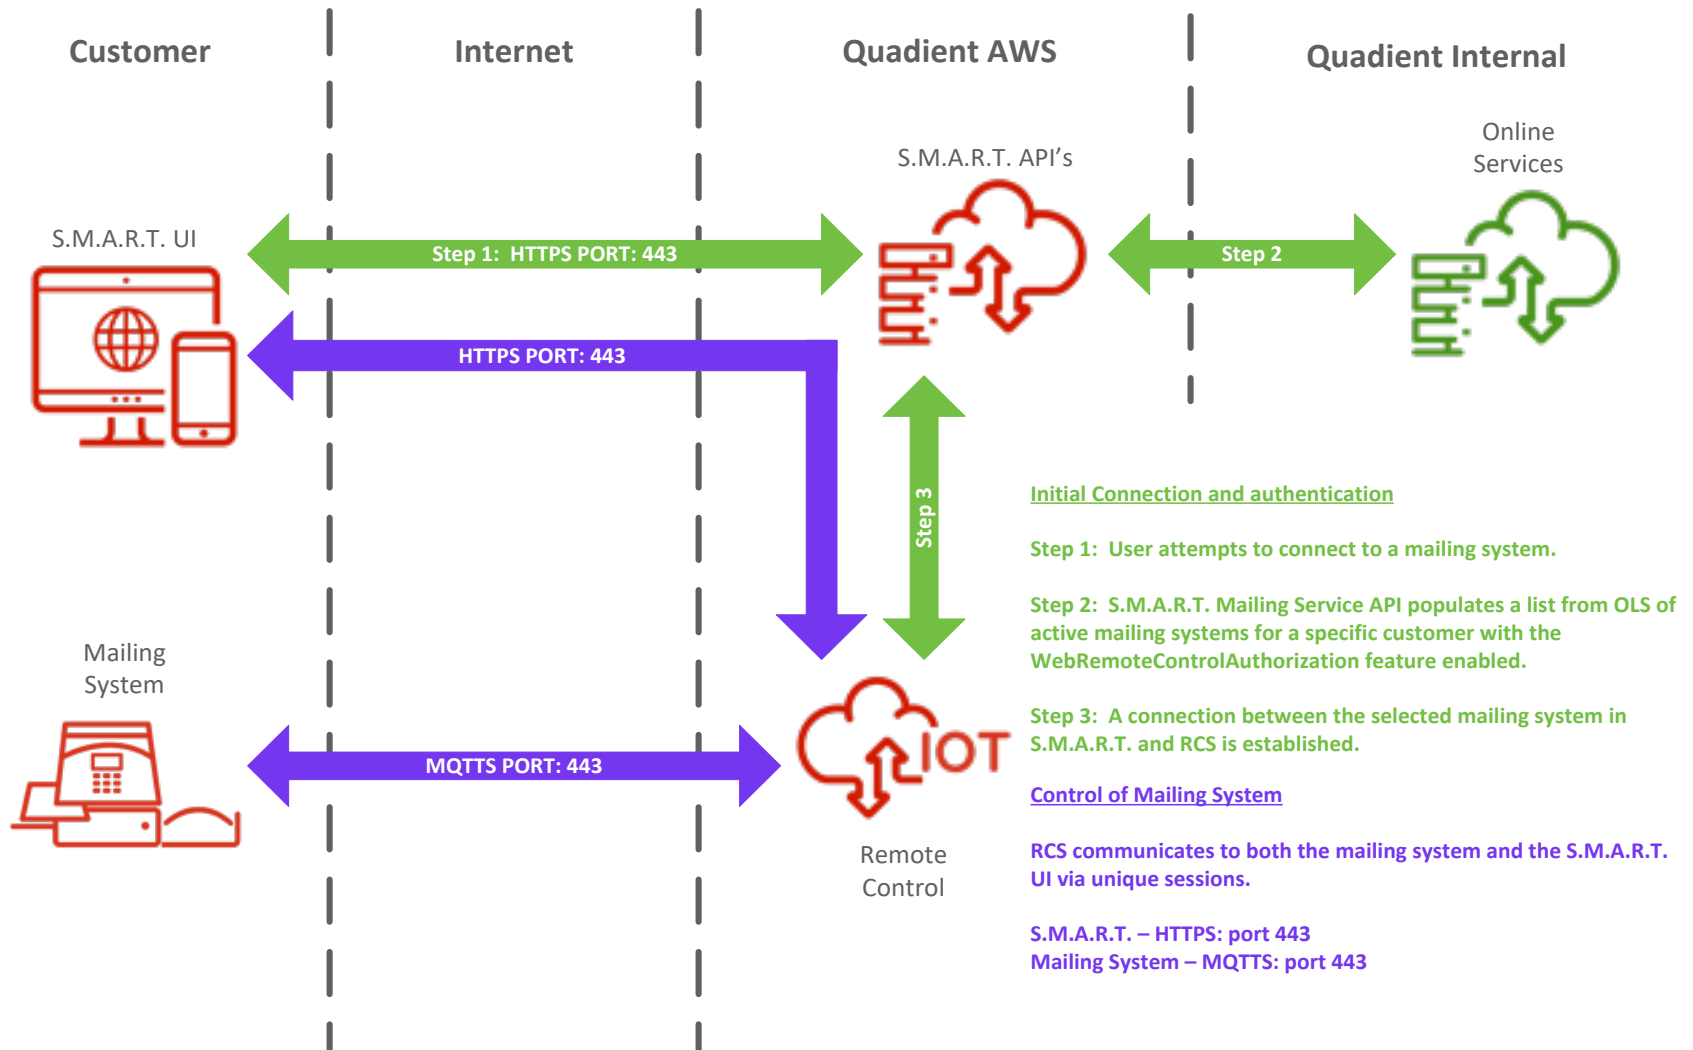 Customer
Internet
Quadient AWS
Quadient Internal
Online
Services
S.M.A.R.T. API's
S.M.A.R.T. UI
Step 1:  HTTPS PORT: 443
Step 2
HTTPS PORT: 443
Step 3
Initial Connection and authentication
Step 1:  User attempts to connect to a mailing system.
Step 2:  S.M.A.R.T. Mailing Service API populates a list from OLS of
active mailing systems for a specific customer with the
WebRemoteControlAuthorization feature enabled.
Step 3:  A connection between the selected mailing system in
S.M.A.R.T. and RCS is established.
Mailing
System
MQTTS PORT: 443
IOT
Remote
Control
Control of Mailing System
RCS communicates to both the mailing system and the S.M.A.R.T.
UI via unique sessions.
S.M.A.R.T. – HTTPS: port 443
Mailing System – MQTTS: port 443